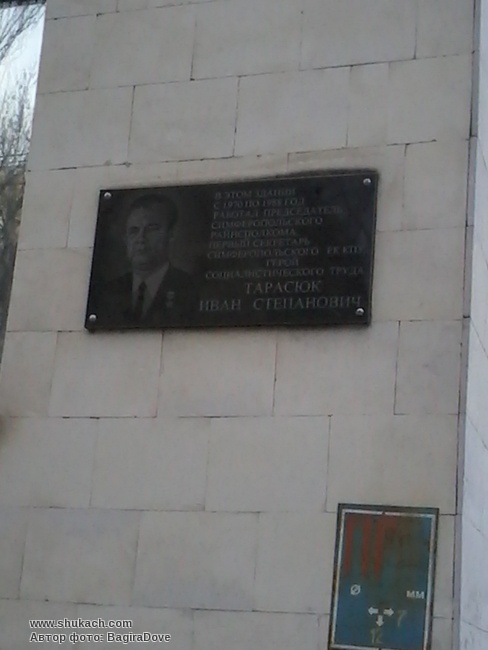 В ЭТОМ ЗДАНИИ
С 1970 ПО 1988 ГОД
РАБОТАЛ ПРЕДСЕДАТЕЛЬ
СИМФЕРОПОЛЬСКОГО
РАЙИСПОЛКОМА,
ПЕРВЫЙ СЕКРЕТАРЬ
СИМФЕРОПОЛЬСКОГО РК КПУ
ГЕРОЙ
СОЦИАЛИСТИЧЕСКОГО ТРУДА
ТАРАСЮК
ИВАН СТЕПАНОВИЧ
ПГ
Ø ММ
7
12
www.shukach.com
Автор фото: BagiraDove